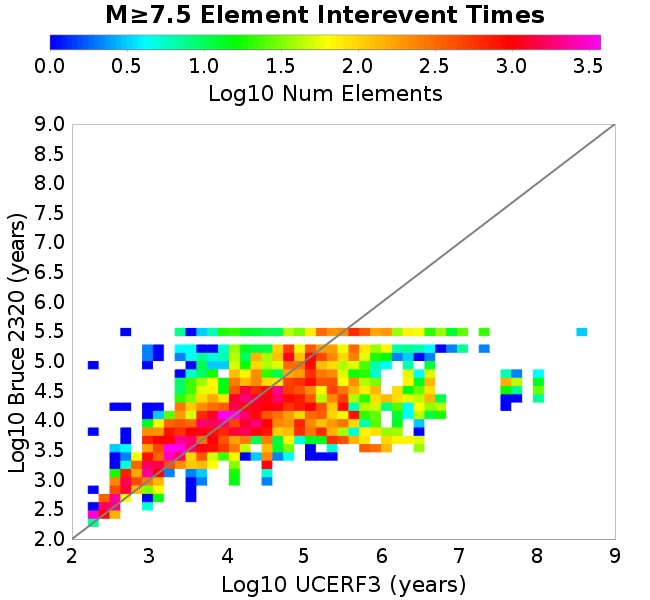 M≥7.5 Element Interevent Times
0.0 0.5 1.0 1.5 2.0 2.5 3.0 3.5
Log10 Num Elements
9.0
8.5
8.0
7.5
7.0
6.5
6.0
5.5
5.0
4.5
4.0
3.5
3.0
2.5
2.0
Log10 Bruce 2320 (years)
2 3 4 5 6 7 8 9
Log10 UCERF3 (years)